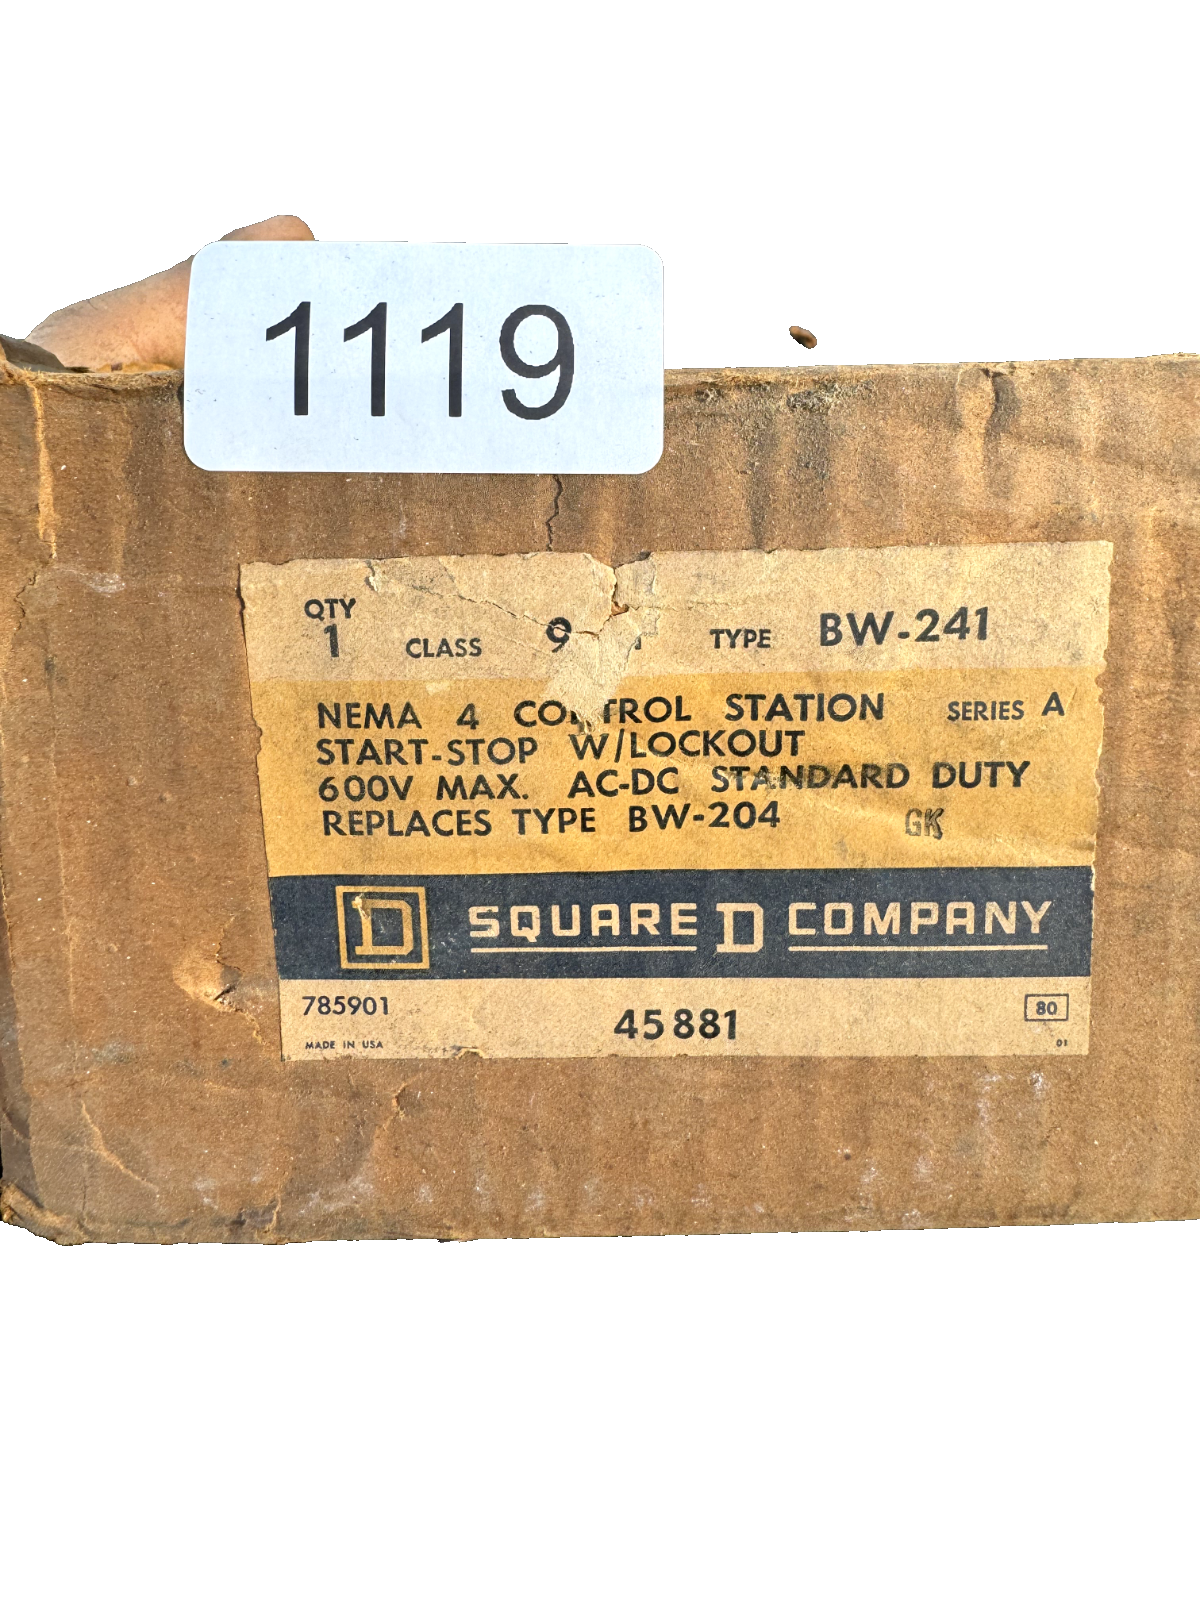 1119
QTY
1 CLASS 9 TYPE BW-241
NEMA 4 CONTROL STATION SERIES A
START-STOP W/LOCKOUT
600V MAX. AC-DC STANDARD DUTY
REPLACES TYPE BW-204 GK
D SQUARE D COMPANY
785901 45881 80
MADE IN USA 01